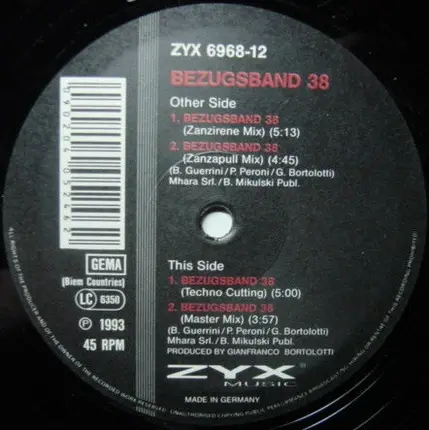 ZYX 6968-12
BEZUGSBAND 38
Other Side
1. BEZUGSBAND 38
(Zanzirene Mix) (5:13)
2. BEZUGSBAND 38
(Zanzapull Mix) (4:45)
(B. Guerrini/P. Peroni/G. Bortolotti)
Mhara Srl./B. Mikulski Publ.
GEMA
(Biem Countries)
LC 6350
Ⓟ 1993
45 RPM
This Side
1. BEZUGSBAND 38
(Techno Cutting) (5:00)
2. BEZUGSBAND 38
(Master Mix) (3:57)
(B. Guerrini/P. Peroni/G. Bortolotti)
Mhara Srl./B. Mikulski Publ.
PRODUCED BY GIANFRANCO BORTOLOTTI
ZYX
MUSIC
MADE IN GERMANY